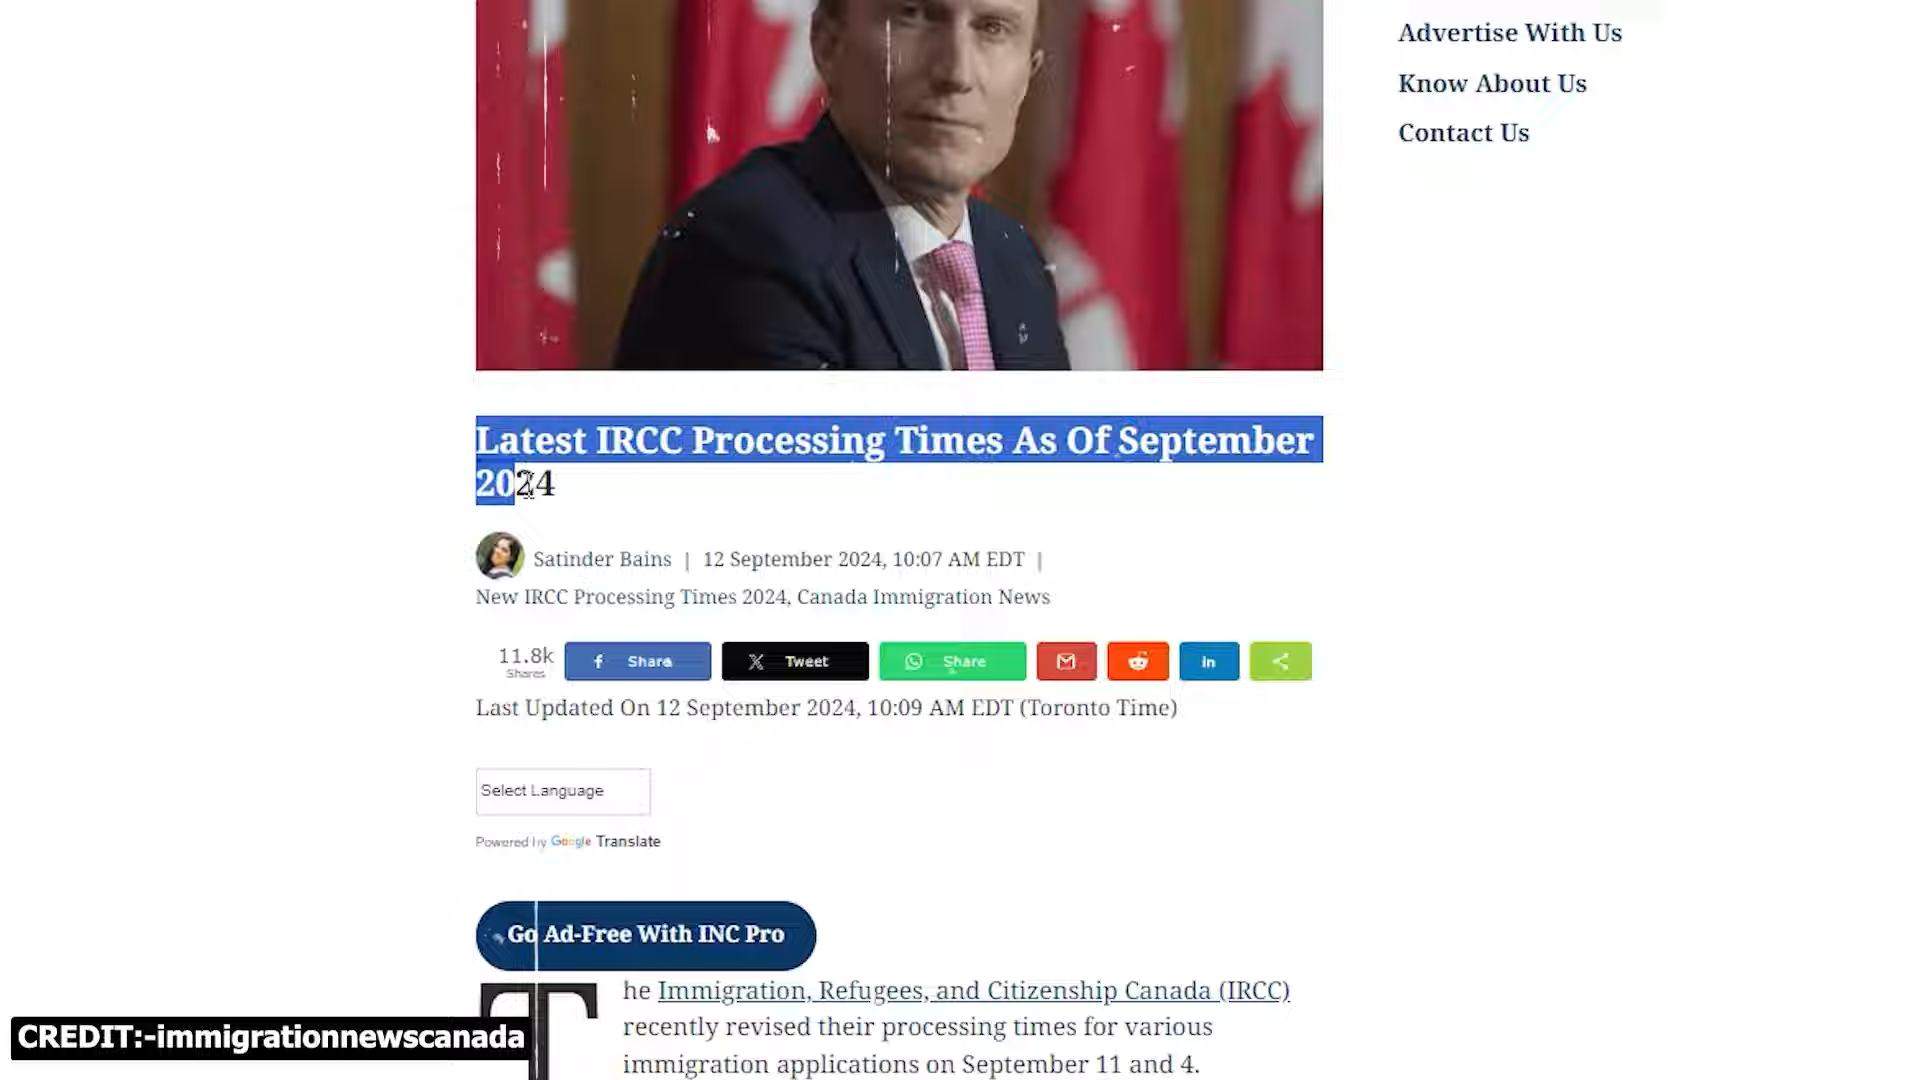 Advertise With Us
Know About Us
Contact Us
Latest IRCC Processing Times As Of September
2024
Satinder Bains | 12 September 2024, 10:07 AM EDT |
New IRCC Processing Times 2024, Canada Immigration News
11.8k
Shares
Share
Tweet
Share
in
Last Updated On 12 September 2024, 10:09 AM EDT (Toronto Time)
Select Language
Powered by Google Translate
Go Ad-Free With INC Pro
The Immigration, Refugees, and Citizenship Canada (IRCC)
recently revised their processing times for various
immigration applications on September 11 and 4.
CREDIT:-immigrationnewscanada